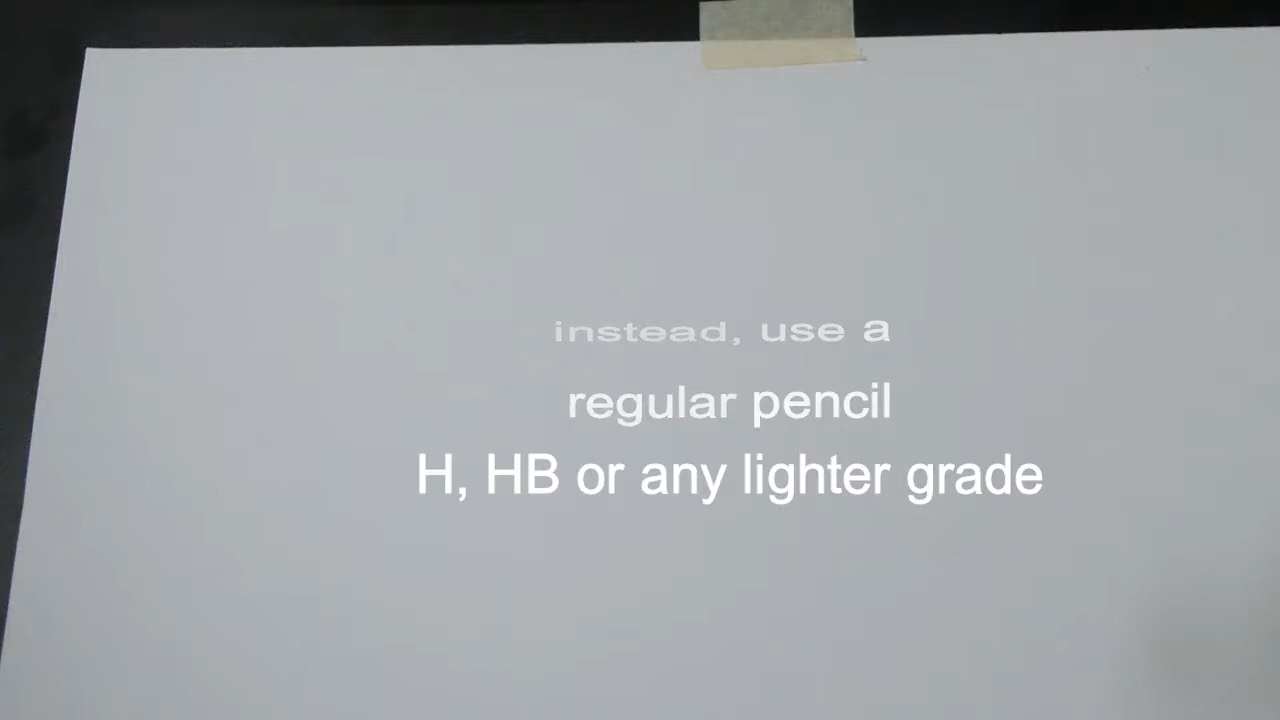 instead, use a
regular pencil
H, HB or any lighter grade